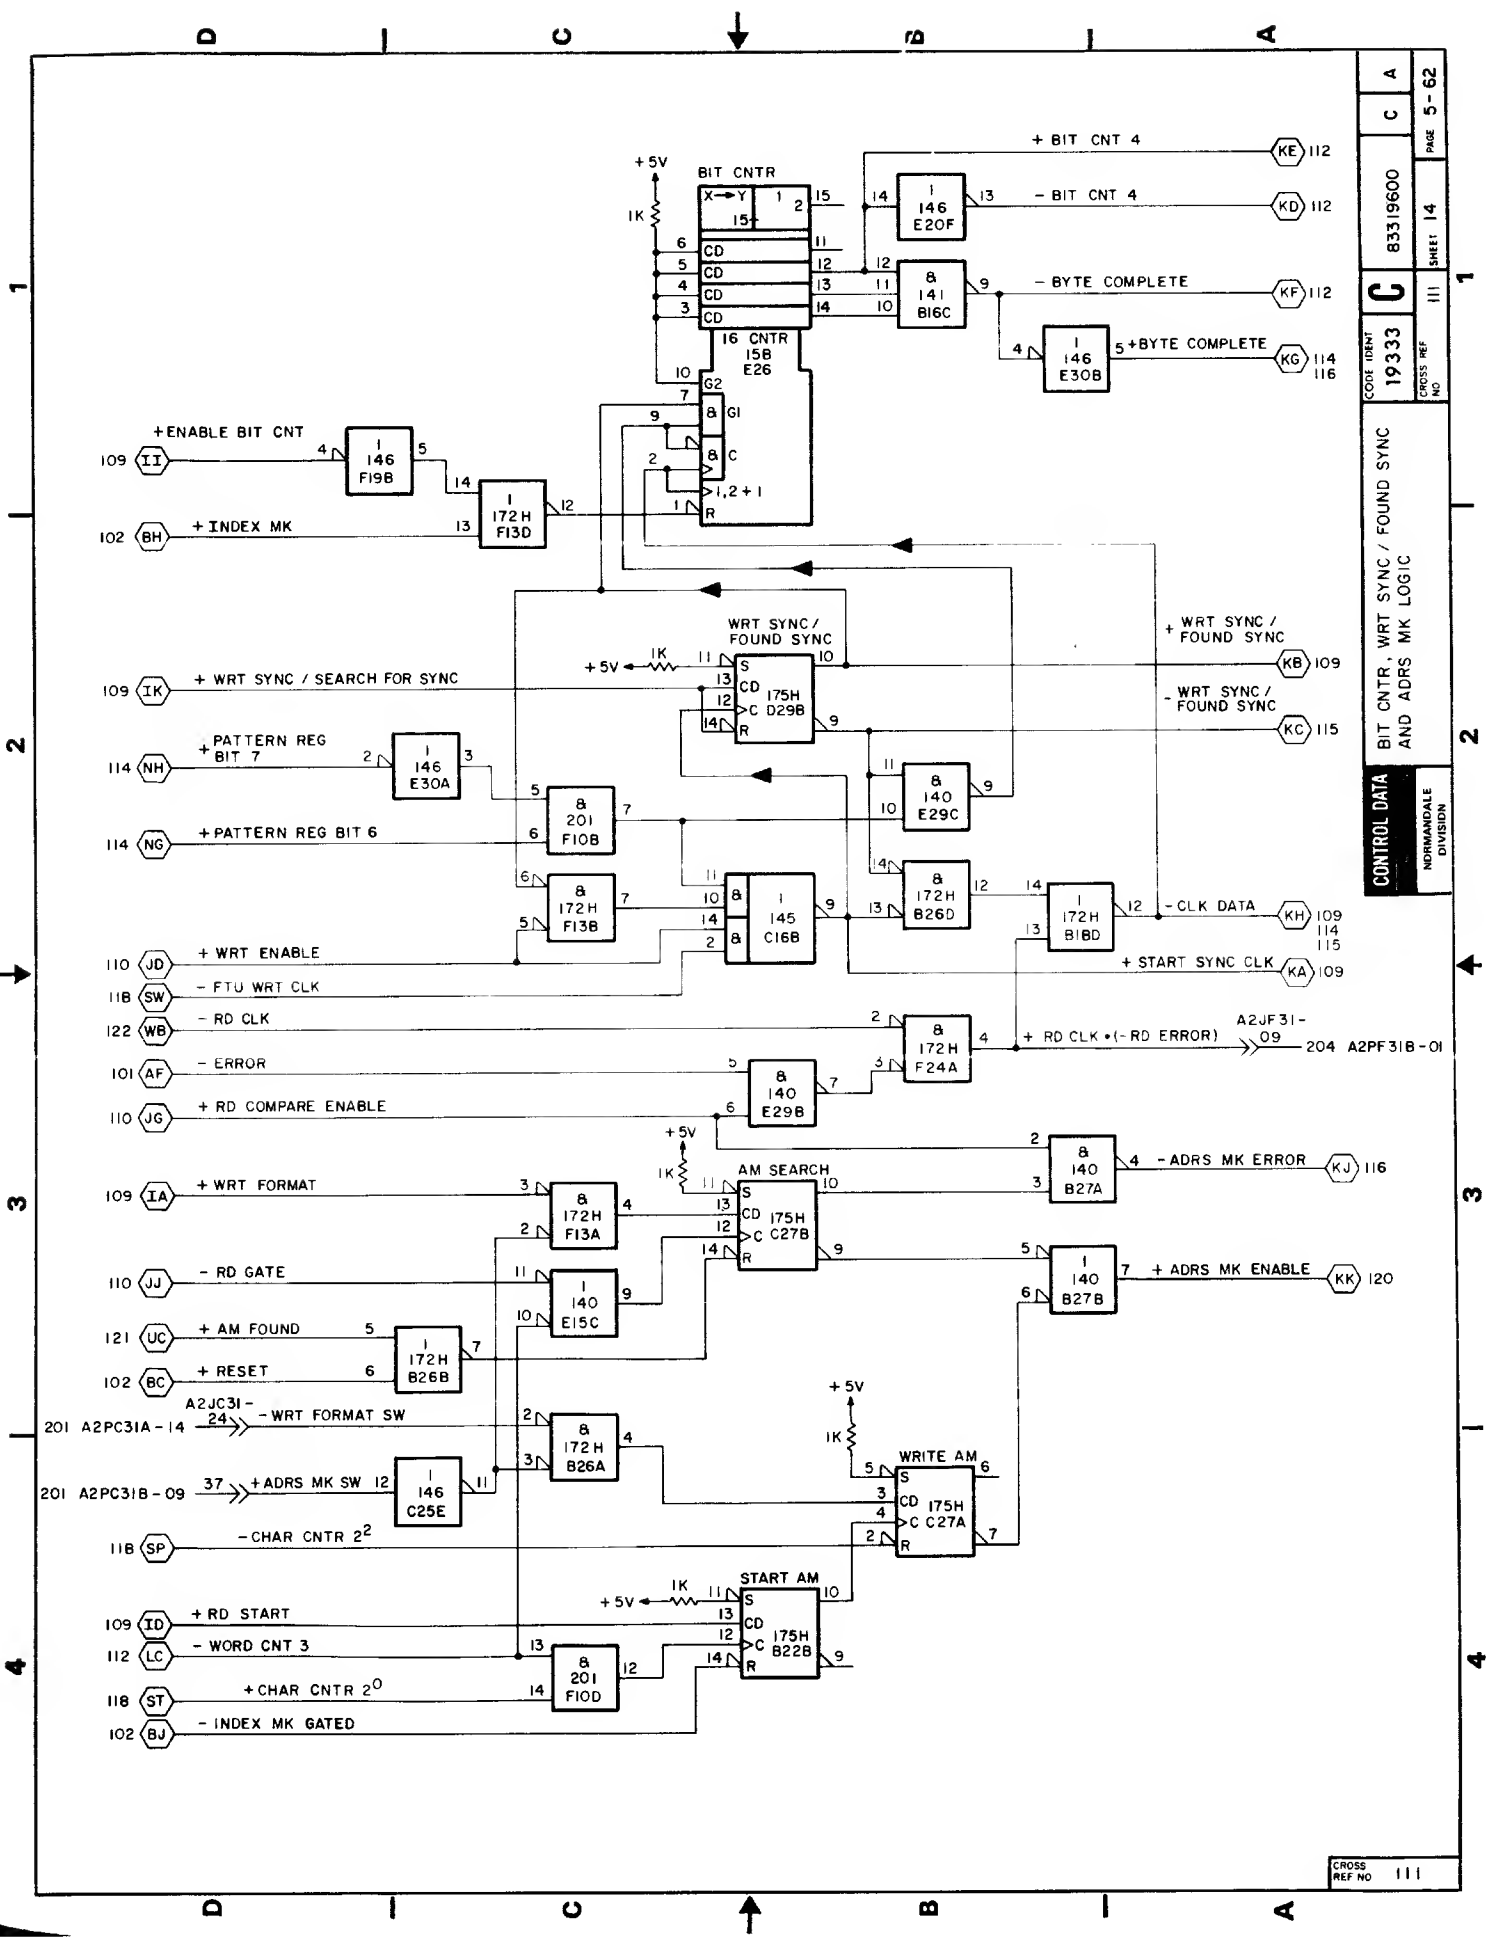 D C B A
+5V
1K
BIT CNTR
X→Y 1
2
15+
15
6 CD 11
5 CD 12
4 CD 13
3 CD 14
16 CNTR
15B
E26
10 G2
7
& G1
9
& C
2
1,2+1
1 R
+ BIT CNT 4
KE 112
14
1
146
E20F
13
- BIT CNT 4
KD 112
12
11
10
&
141
B16C
9
- BYTE COMPLETE
KF 112
4
1
146
E30B
5
+BYTE COMPLETE
KG 114
116
+ENABLE BIT CNT
109 II
4
1
146
F19B
5
14
1
172H
F13D
12
102 BH
+ INDEX MK
13
WRT SYNC /
FOUND SYNC
+5V
1K
11 S 10
13 CD
175H
12 C D29B
14 R 9
+ WRT SYNC /
FOUND SYNC
KB 109
- WRT SYNC /
FOUND SYNC
KC 115
109 IK
+ WRT SYNC / SEARCH FOR SYNC
114 NH
+ PATTERN REG
BIT 7
2
1
146
E30A
3
5
&
201
F10B
7
114 NG
+ PATTERN REG BIT 6
6
11
10
&
140
E29C
9
6
&
172H
F13B
7
5
11
10
&
14
2
&
1
145
C16B
9
14
&
172H
B26D
12
13
14
1
172H
B18D
12
13
- CLK DATA
KH 109
114
115
110 JD
+ WRT ENABLE
+ START SYNC CLK
KA 109
118 SW
- FTU WRT CLK
122 WB
- RD CLK
2
&
172H
F24A
4
3
+ RD CLK •(-RD ERROR)
A2JF31-
09
204 A2PF31B-01
101 AF
- ERROR
5
&
140
E29B
7
110 JG
+ RD COMPARE ENABLE
6
+5V
1K
AM SEARCH
11 S 10
13 CD
175H
12 C C27B
14 R 9
2
&
140
B27A
4
3
- ADRS MK ERROR
KJ 116
109 IA
+ WRT FORMAT
3
&
172H
F13A
4
2
110 JJ
- RD GATE
11
1
140
E15C
9
10
5
1
140
B27B
7
6
+ ADRS MK ENABLE
KK 120
121 UC
+ AM FOUND
5
1
172H
B26B
7
102 BC
+ RESET
6
201 A2PC31A-14
A2JC31-
24
- WRT FORMAT SW
2
&
172H
B26A
4
3
201 A2PC31B-09
37
+ADRS MK SW
12
1
146
C25E
11
+5V
1K
WRITE AM
5 S 6
3 CD
175H
4 C C27A
2 R 7
118 SP
- CHAR CNTR 2²
START AM
+5V
1K
11 S 10
13 CD
175H
12 C B22B
14 R 9
109 ID
+ RD START
112 LC
- WORD CNT 3
13
&
201
F10D
12
118 ST
+ CHAR CNTR 2⁰
14
102 BJ
- INDEX MK GATED
1
2
3
4
1
2
3
4
D C B A
CONTROL DATA
NORMANDALE
DIVISION
BIT CNTR, WRT SYNC / FOUND SYNC
AND ADRS MK LOGIC
CODE IDENT
19333
C
83319600
C
A
CROSS REF
NO
111
SHEET 14
PAGE 5-62
CROSS
REF NO 111